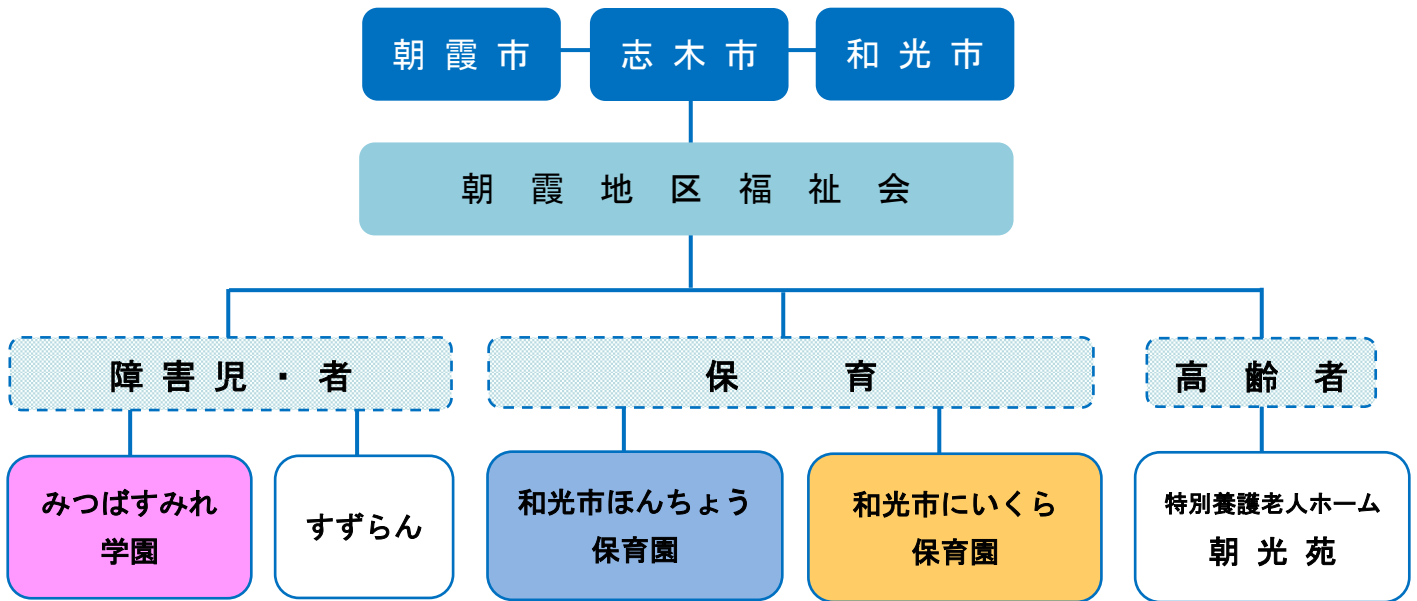 朝霞市
志木市
和光市
朝霞地区福祉会
障害児・者
保育
高齢者
みつばすみれ
学園
すずらん
和光市ほんちょう
保育園
和光市にいくら
保育園
特別養護老人ホーム
朝光苑